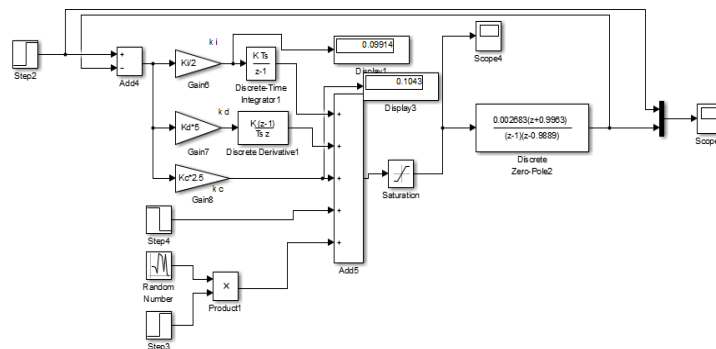 Step2
+
−
Add4
k i
Ki/2
Gain6
K Ts
z-1
Discrete-Time
Integrator1
0.09914
Display1
0.1043
Display3
Scope4
k d
Kd*5
Gain7
K (z-1)
Ts z
Discrete Derivative1
Kc*2.5
k c
Gain8
+
+
+
+
+
Add5
Saturation
0.002683(z+0.9963)
(z-1)(z-0.9889)
Discrete
Zero-Pole2
Scope
Step4
Random
Number
×
Product1
Step3